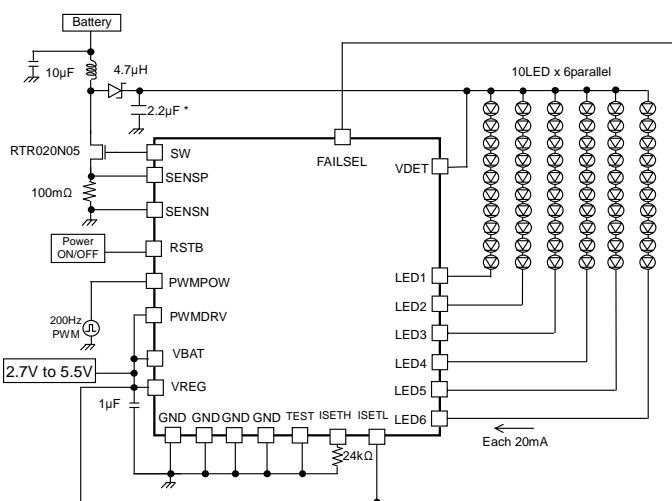 Battery
10µF
4.7µH
2.2µF *
10LED x 6parallel
RTR020N05
100mΩ
SW
FAILSEL
VDET
SENSP
SENSN
Power
ON/OFF
RSTB
PWMPOW
200Hz
PWM
PWMDRV
2.7V to 5.5V
VBAT
VREG
1µF
LED1
LED2
LED3
LED4
LED5
LED6
GND
GND
GND
GND
TEST
ISETH
ISETL
24kΩ
Each 20mA